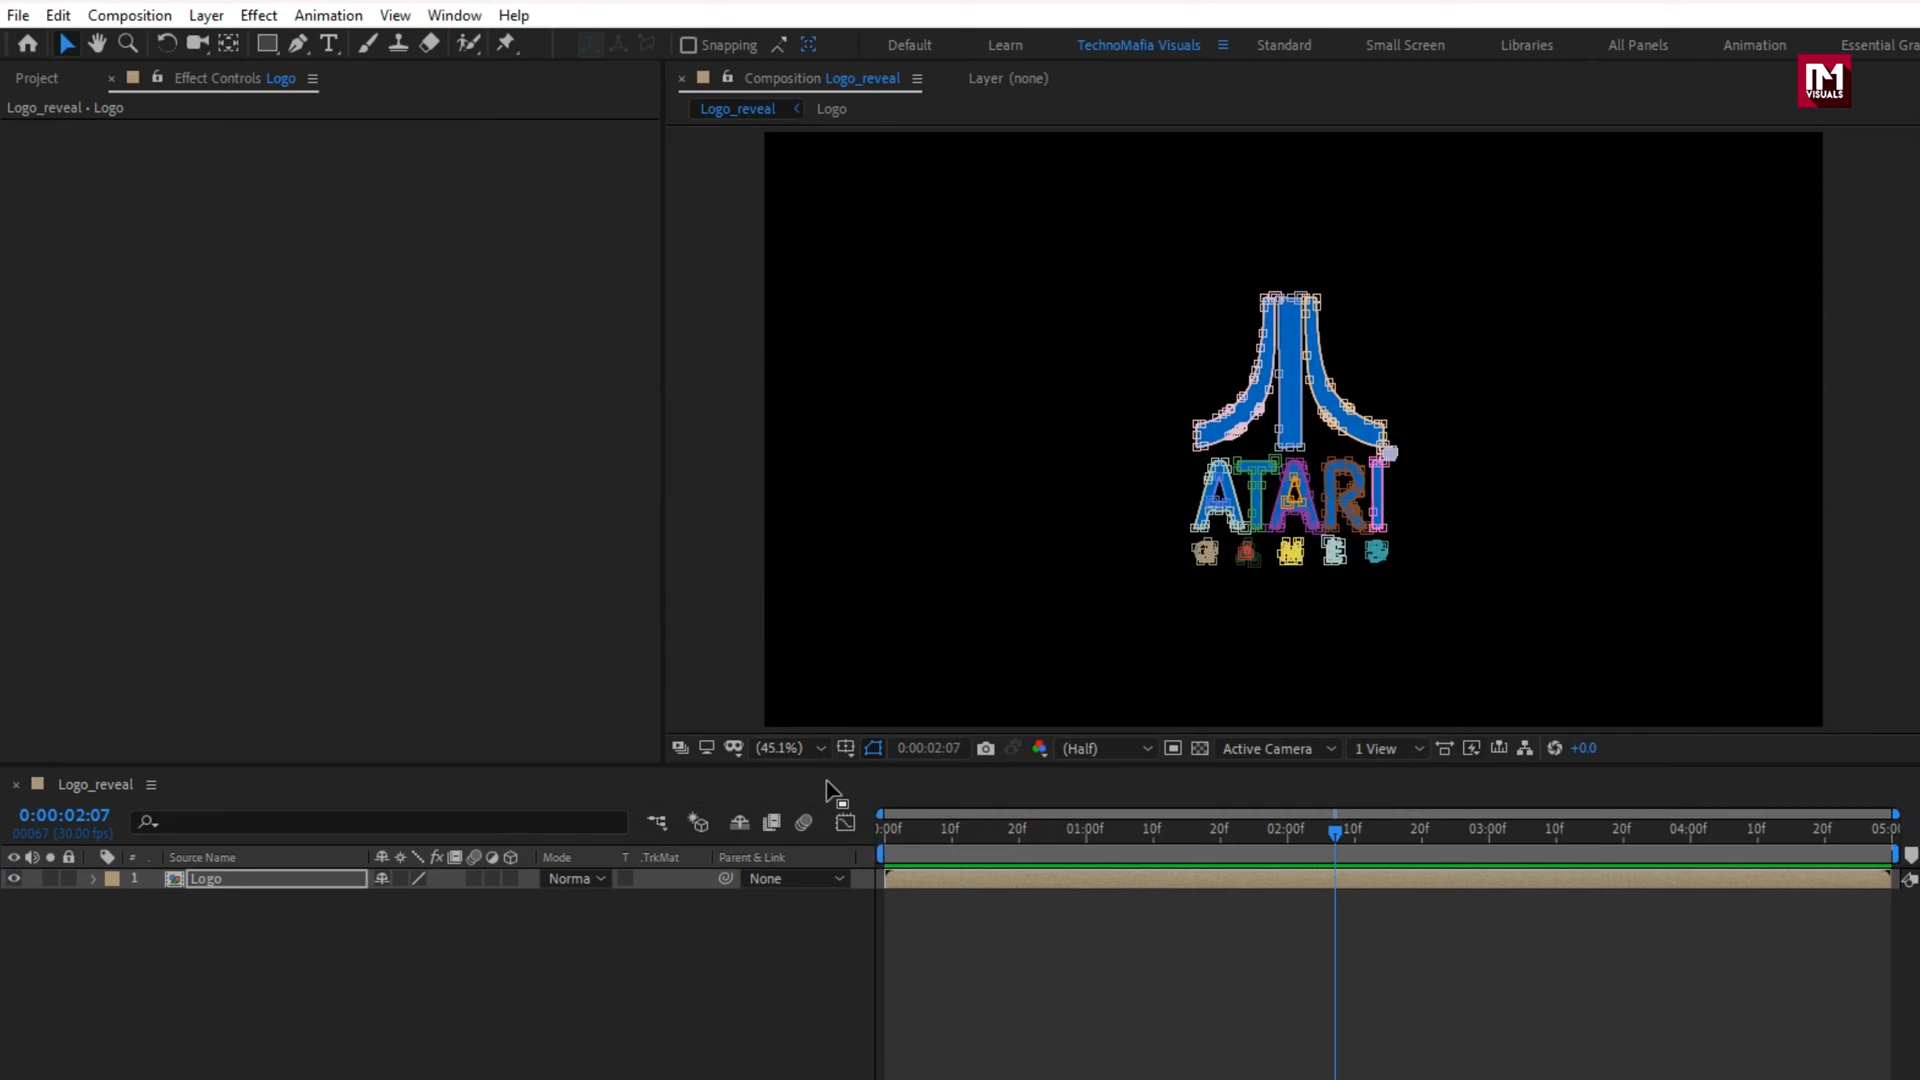 File Edit Composition Layer Effect Animation View Window Help
Snapping Default Learn TechnoMafia Visuals Standard Small Screen Libraries All Panels Animation Essential Gra
Project Effect Controls Logo Composition Logo_reveal Layer (none)
VISUALS
Logo_reveal • Logo Logo_reveal Logo
ATARI
GAMES
(45.1%) 0:00:02:07 (Half) Active Camera 1 View +0.0
Logo_reveal
0:00:02:07
00067 (30.00 fps)
:00f 10f 20f 01:00f 10f 20f 02:00f 10f 20f 03:00f 10f 20f 04:00f 10f 20f 05:00
# Source Name fx Mode T .TrkMat Parent & Link
1 Logo Norma None